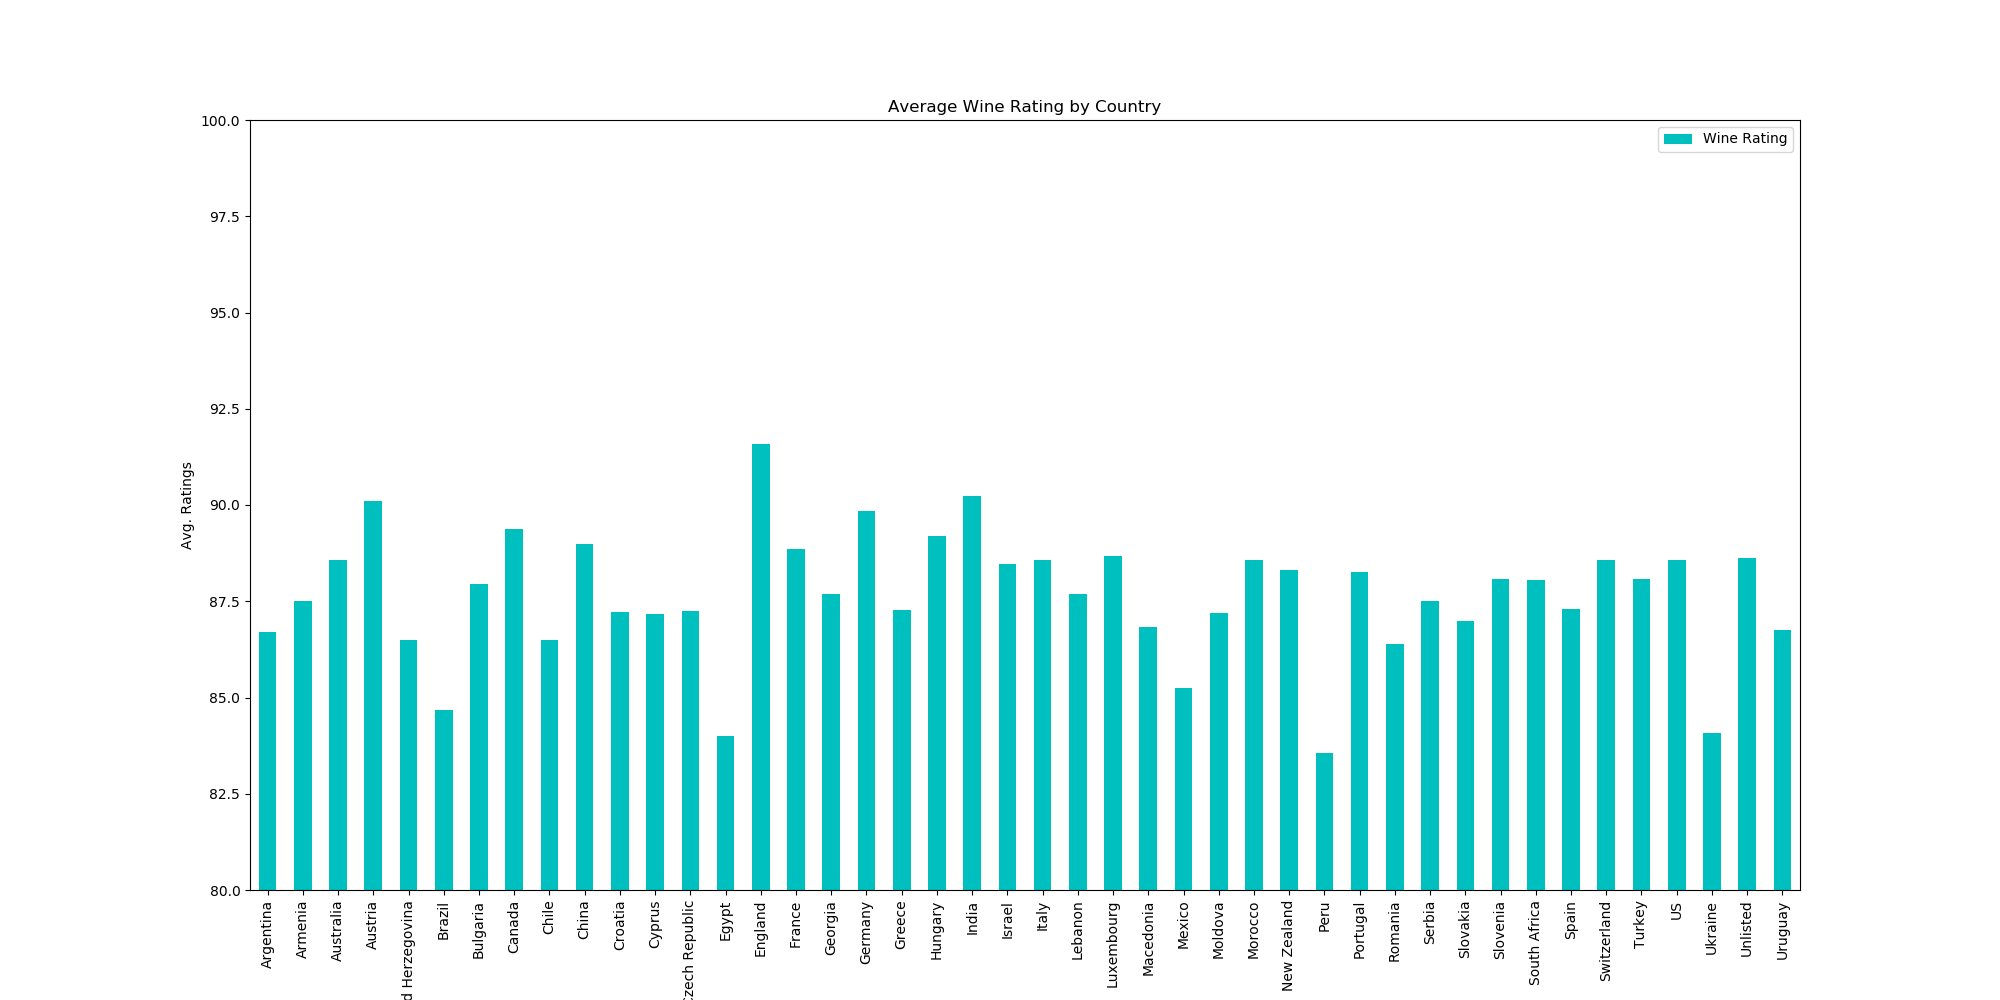 Average Wine Rating by Country
Wine Rating
Avg. Ratings
100.0
97.5
95.0
92.5
90.0
87.5
85.0
82.5
80.0
Argentina
Armenia
Australia
Austria
d Herzegovina
Brazil
Bulgaria
Canada
Chile
China
Croatia
Cyprus
Czech Republic
Egypt
England
France
Georgia
Germany
Greece
Hungary
India
Israel
Italy
Lebanon
Luxembourg
Macedonia
Mexico
Moldova
Morocco
New Zealand
Peru
Portugal
Romania
Serbia
Slovakia
Slovenia
South Africa
Spain
Switzerland
Turkey
US
Ukraine
Unlisted
Uruguay